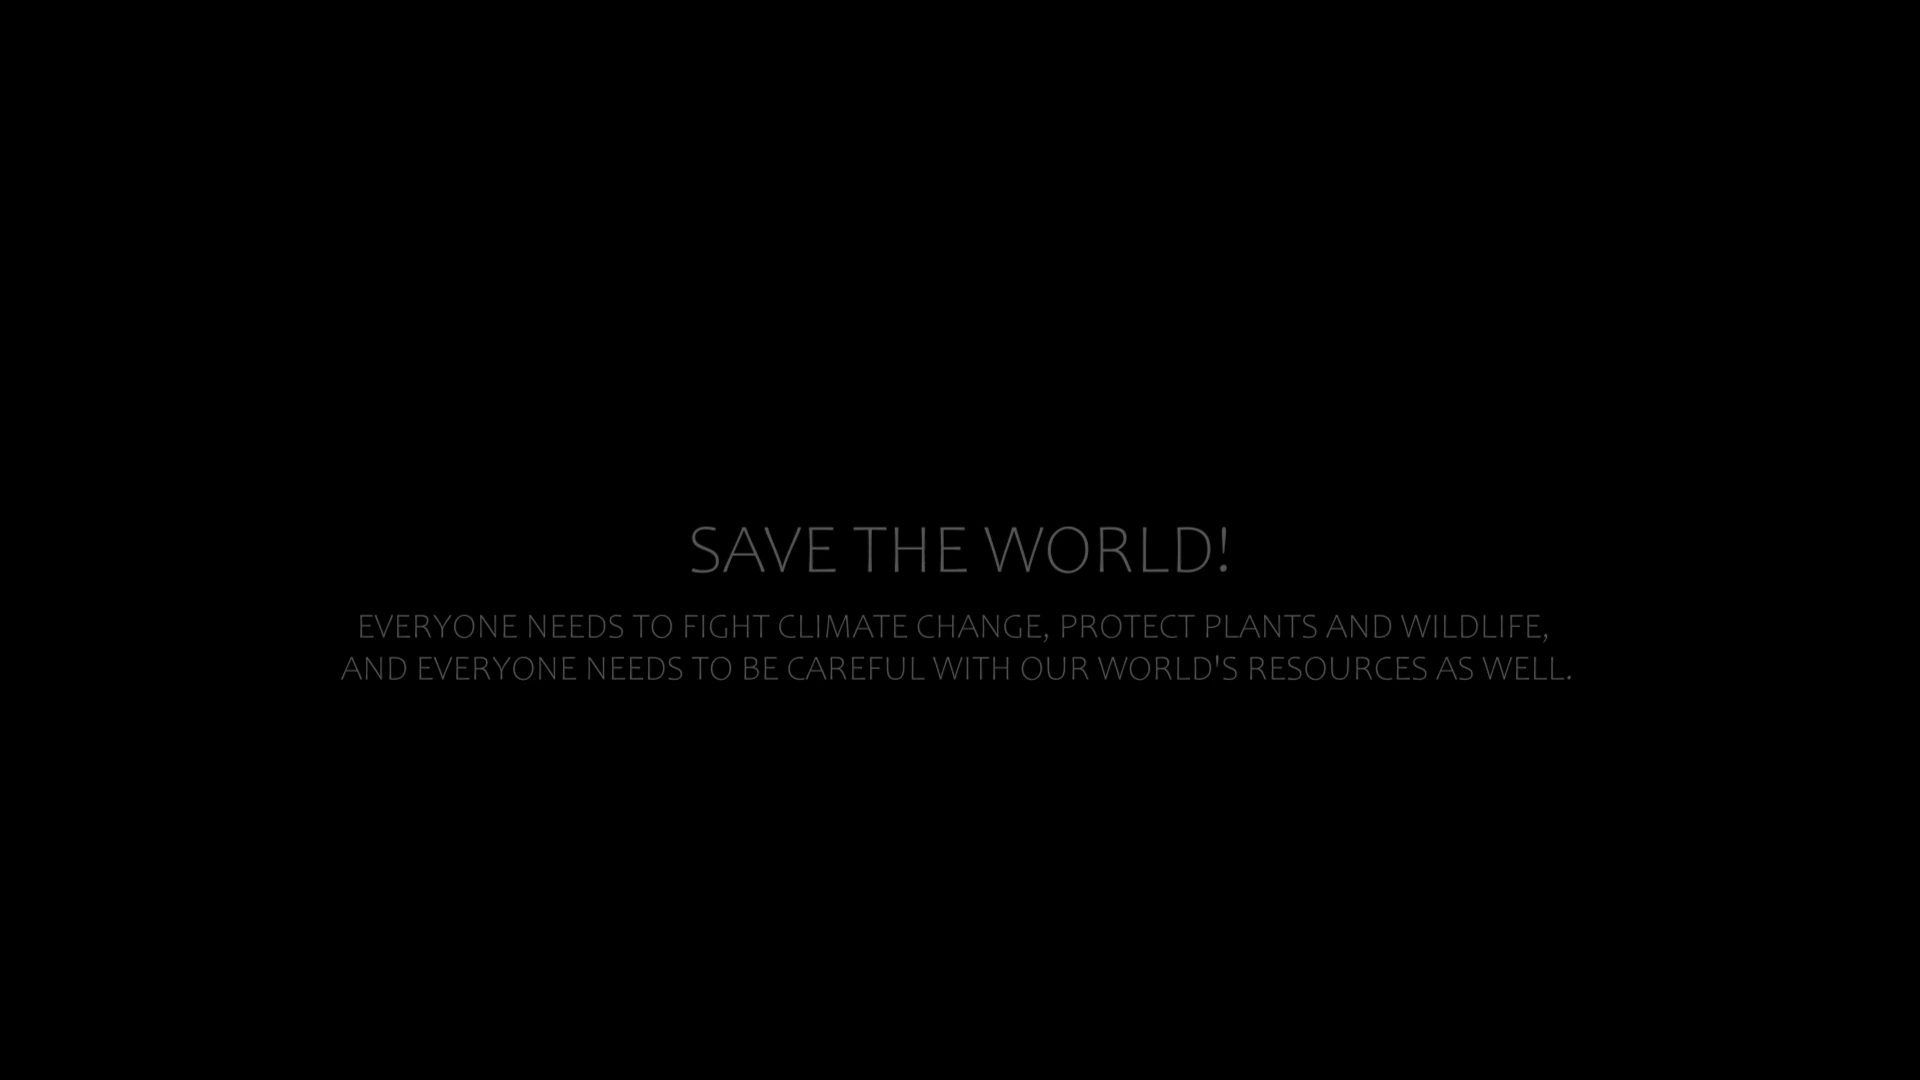 SAVE THE WORLD!
EVERYONE NEEDS TO FIGHT CLIMATE CHANGE, PROTECT PLANTS AND WILDLIFE,
AND EVERYONE NEEDS TO BE CAREFUL WITH OUR WORLD'S RESOURCES AS WELL.